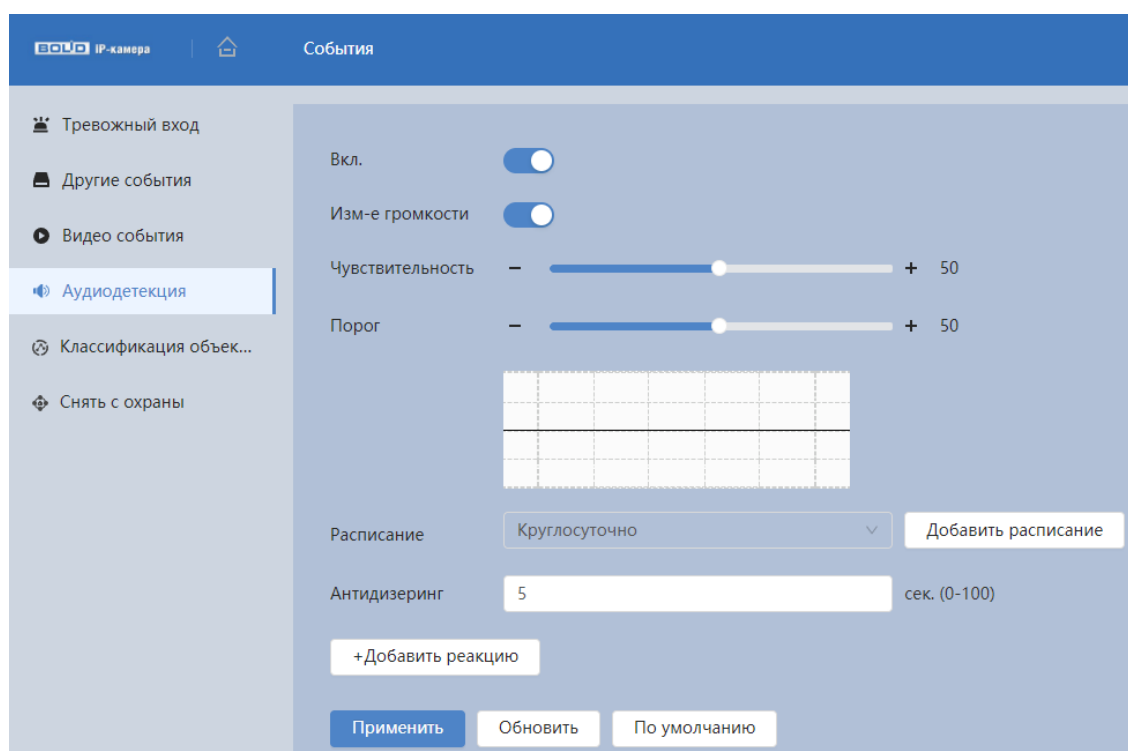 BOLID IP-камера
События
Тревожный вход
Другие события
Видео события
Аудиодетекция
Классификация объек...
Снять с охраны
Вкл.
Изм-е громкости
Чувствительность − + 50
Порог − + 50
Расписание Круглосуточно Добавить расписание
Антидизеринг 5 сек. (0-100)
+Добавить реакцию
Применить Обновить По умолчанию